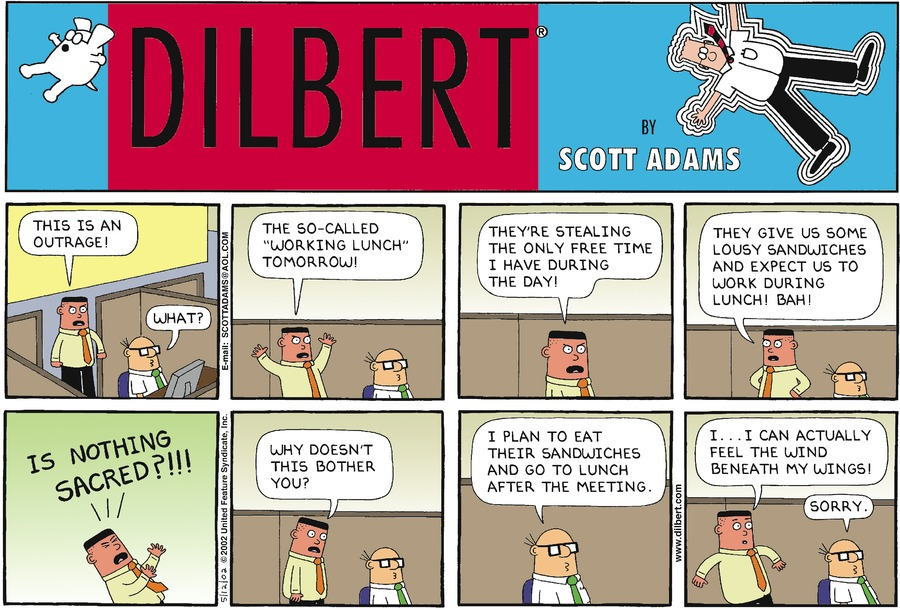 DILBERT®
BY
SCOTT ADAMS
THIS IS AN
OUTRAGE!
WHAT?
E-mail: SCOTTADAMS@AOL.COM
THE SO-CALLED
"WORKING LUNCH"
TOMORROW!
THEY'RE STEALING
THE ONLY FREE TIME
I HAVE DURING
THE DAY!
THEY GIVE US SOME
LOUSY SANDWICHES
AND EXPECT US TO
WORK DURING
LUNCH! BAH!
IS NOTHING
SACRED?!!!
5/12/02 ©2002 United Feature Syndicate, Inc.
WHY DOESN'T
THIS BOTHER
YOU?
I PLAN TO EAT
THEIR SANDWICHES
AND GO TO LUNCH
AFTER THE MEETING.
www.dilbert.com
I...I CAN ACTUALLY
FEEL THE WIND
BENEATH MY WINGS!
SORRY.